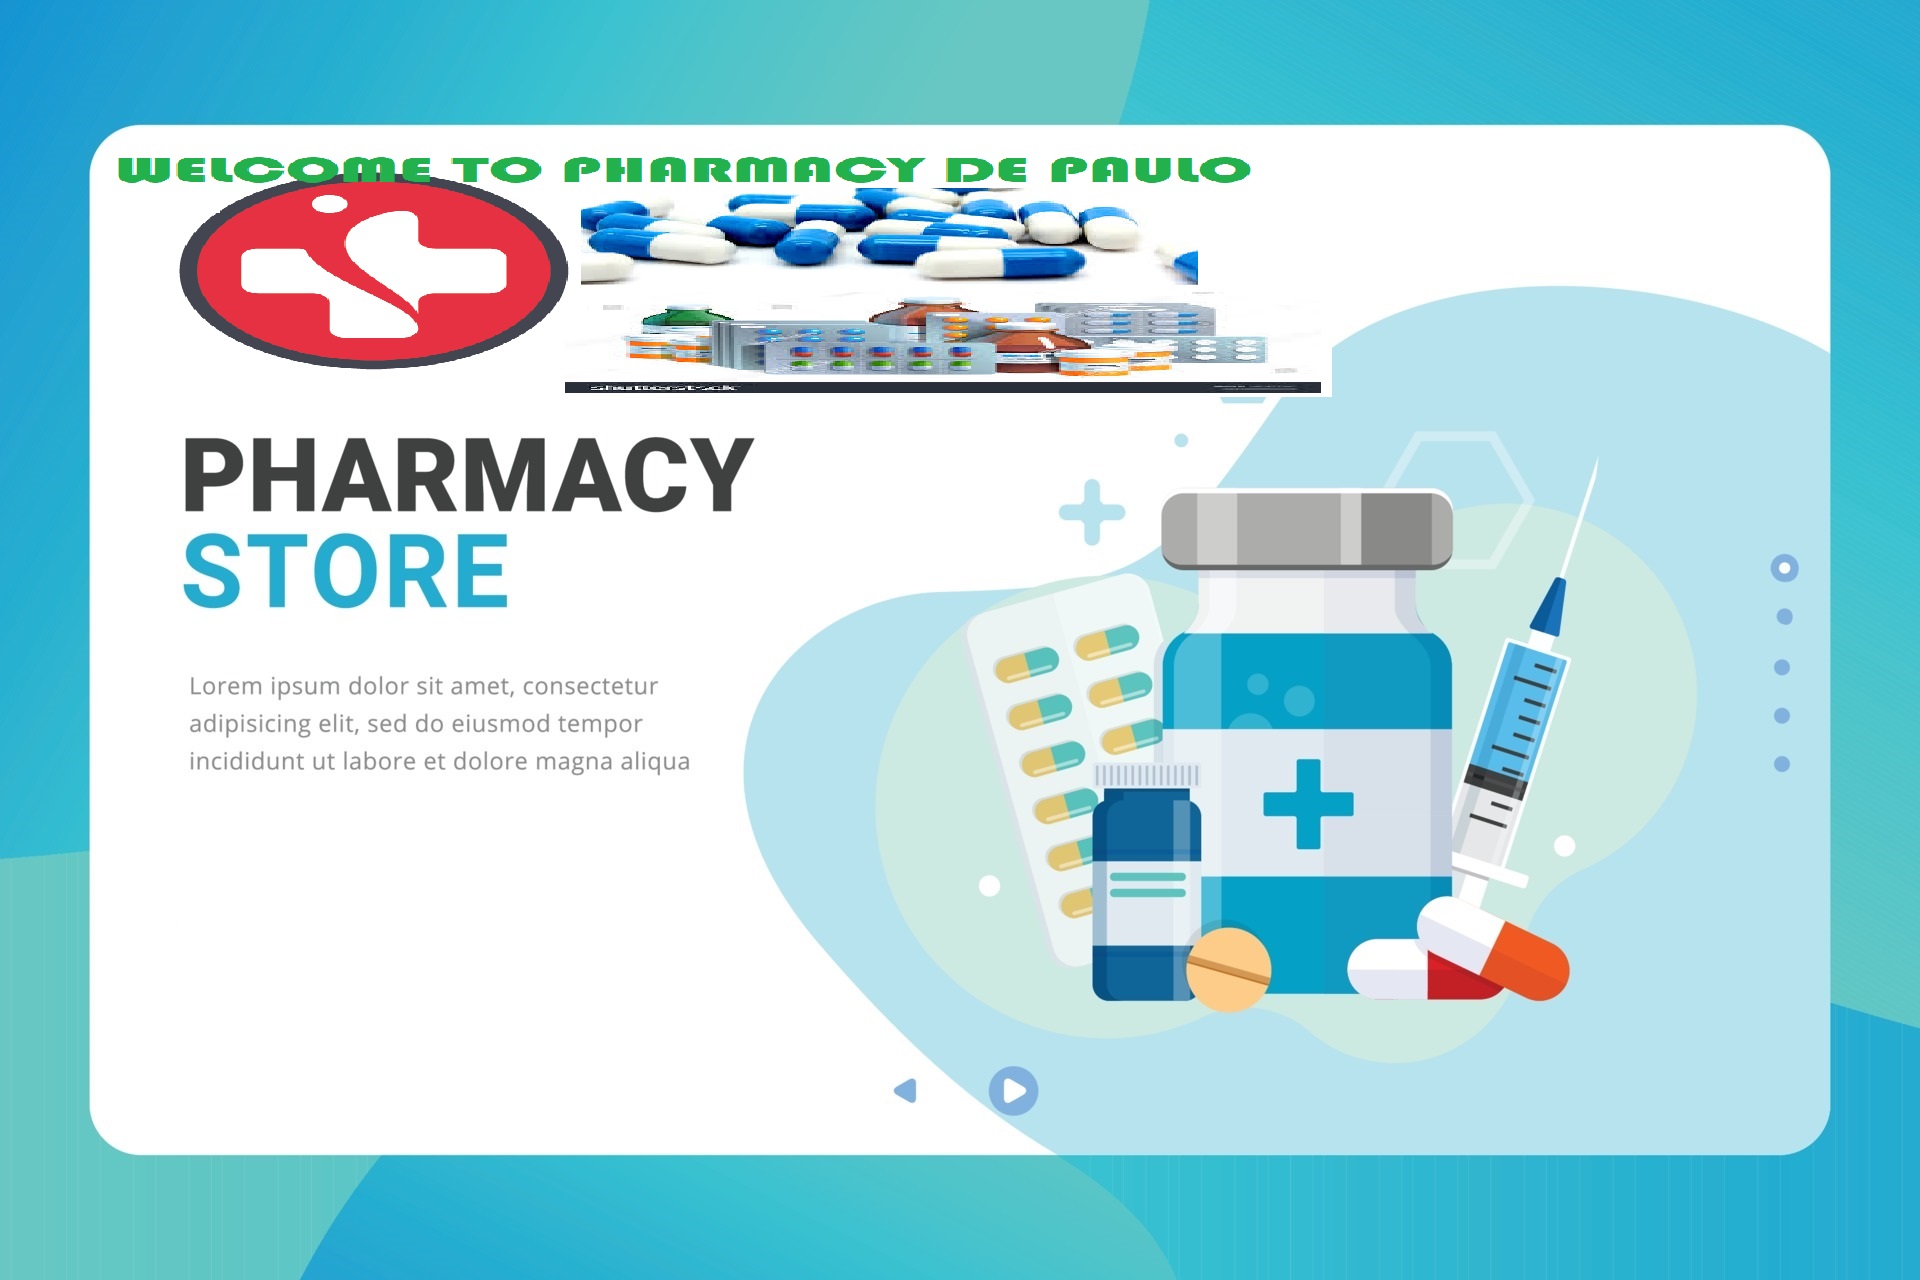 WELCOME TO PHARMACY DE PAULO
shutterstock
PHARMACY
STORE
Lorem ipsum dolor sit amet, consectetur
adipisicing elit, sed do eiusmod tempor
incididunt ut labore et dolore magna aliqua